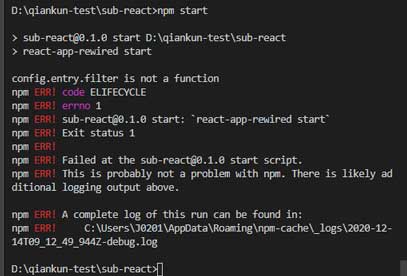 D:\qiankun-test\sub-react>npm start
> sub-react@0.1.0 start D:\qiankun-test\sub-react
> react-app-rewired start
config.entry.filter is not a function
npm ERR! code ELIFECYCLE
npm ERR! errno 1
npm ERR! sub-react@0.1.0 start: `react-app-rewired start`
npm ERR! Exit status 1
npm ERR!
npm ERR! Failed at the sub-react@0.1.0 start script.
npm ERR! This is probably not a problem with npm. There is likely ad
ditional logging output above.
npm ERR! A complete log of this run can be found in:
npm ERR!     C:\Users\J0201\AppData\Roaming\npm-cache\_logs\2020-12-
14T09_12_49_944Z-debug.log
D:\qiankun-test\sub-react>